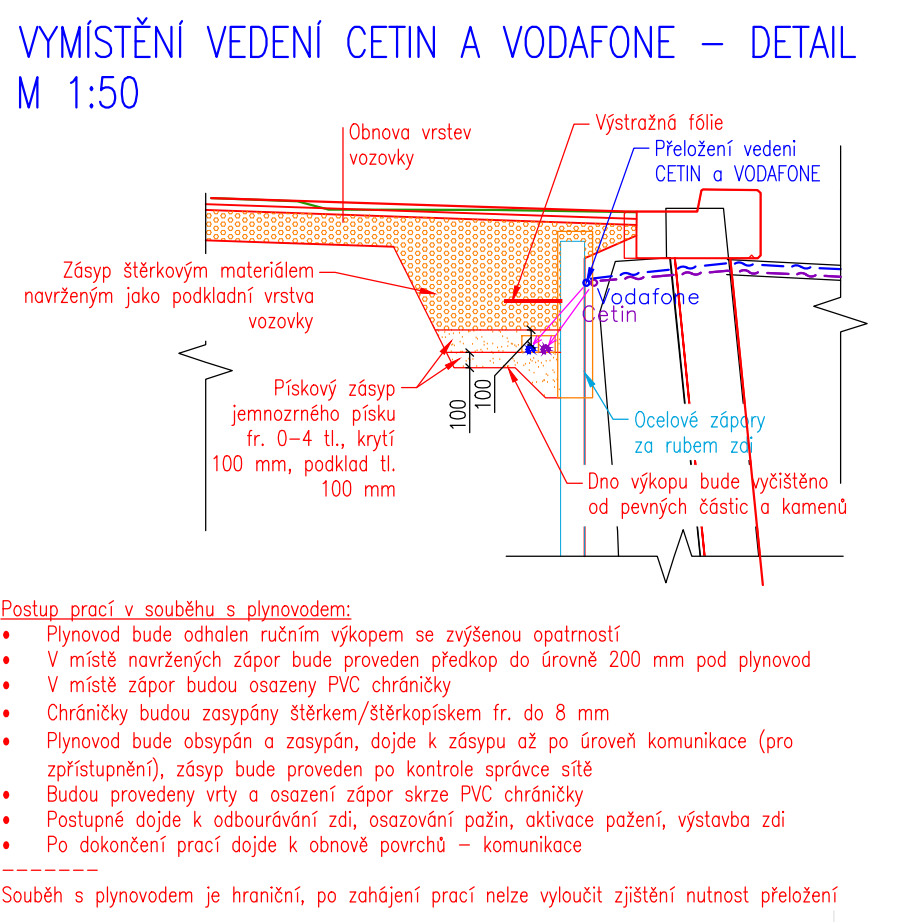 VYMÍSTĚNÍ VEDENÍ CETIN A VODAFONE – DETAIL
M 1:50
Obnova vrstev
vozovky
Výstražná fólie
Přeložení vedeni
CETIN a VODAFONE
Zásyp štěrkovým materiálem
navrženým jako podkladní vrstva
vozovky
Vodafone
Cetin
Pískový zásyp
jemnozrného písku
fr. 0–4 tl., krytí
100 mm, podklad tl.
100 mm
100
100
Ocelové zápory
za rubem zdi
Dno výkopu bude vyčištěno
od pevných částic a kamenů
Postup prací v souběhu s plynovodem:
• Plynovod bude odhalen ručním výkopem se zvýšenou opatrností
• V místě navržených zápor bude proveden předkop do úrovně 200 mm pod plynovod
• V místě zápor budou osazeny PVC chráničky
• Chráničky budou zasypány štěrkem/štěrkopískem fr. do 8 mm
• Plynovod bude obsypán a zasypán, dojde k zásypu až po úroveň komunikace (pro
zpřístupnění), zásyp bude proveden po kontrole správce sítě
• Budou provedeny vrty a osazení zápor skrze PVC chráničky
• Postupné dojde k odbourávání zdi, osazování pažin, aktivace pažení, výstavba zdi
• Po dokončení prací dojde k obnově povrchů – komunikace
–––––––
Souběh s plynovodem je hraniční, po zahájení prací nelze vyloučit zjištění nutnost přeložení